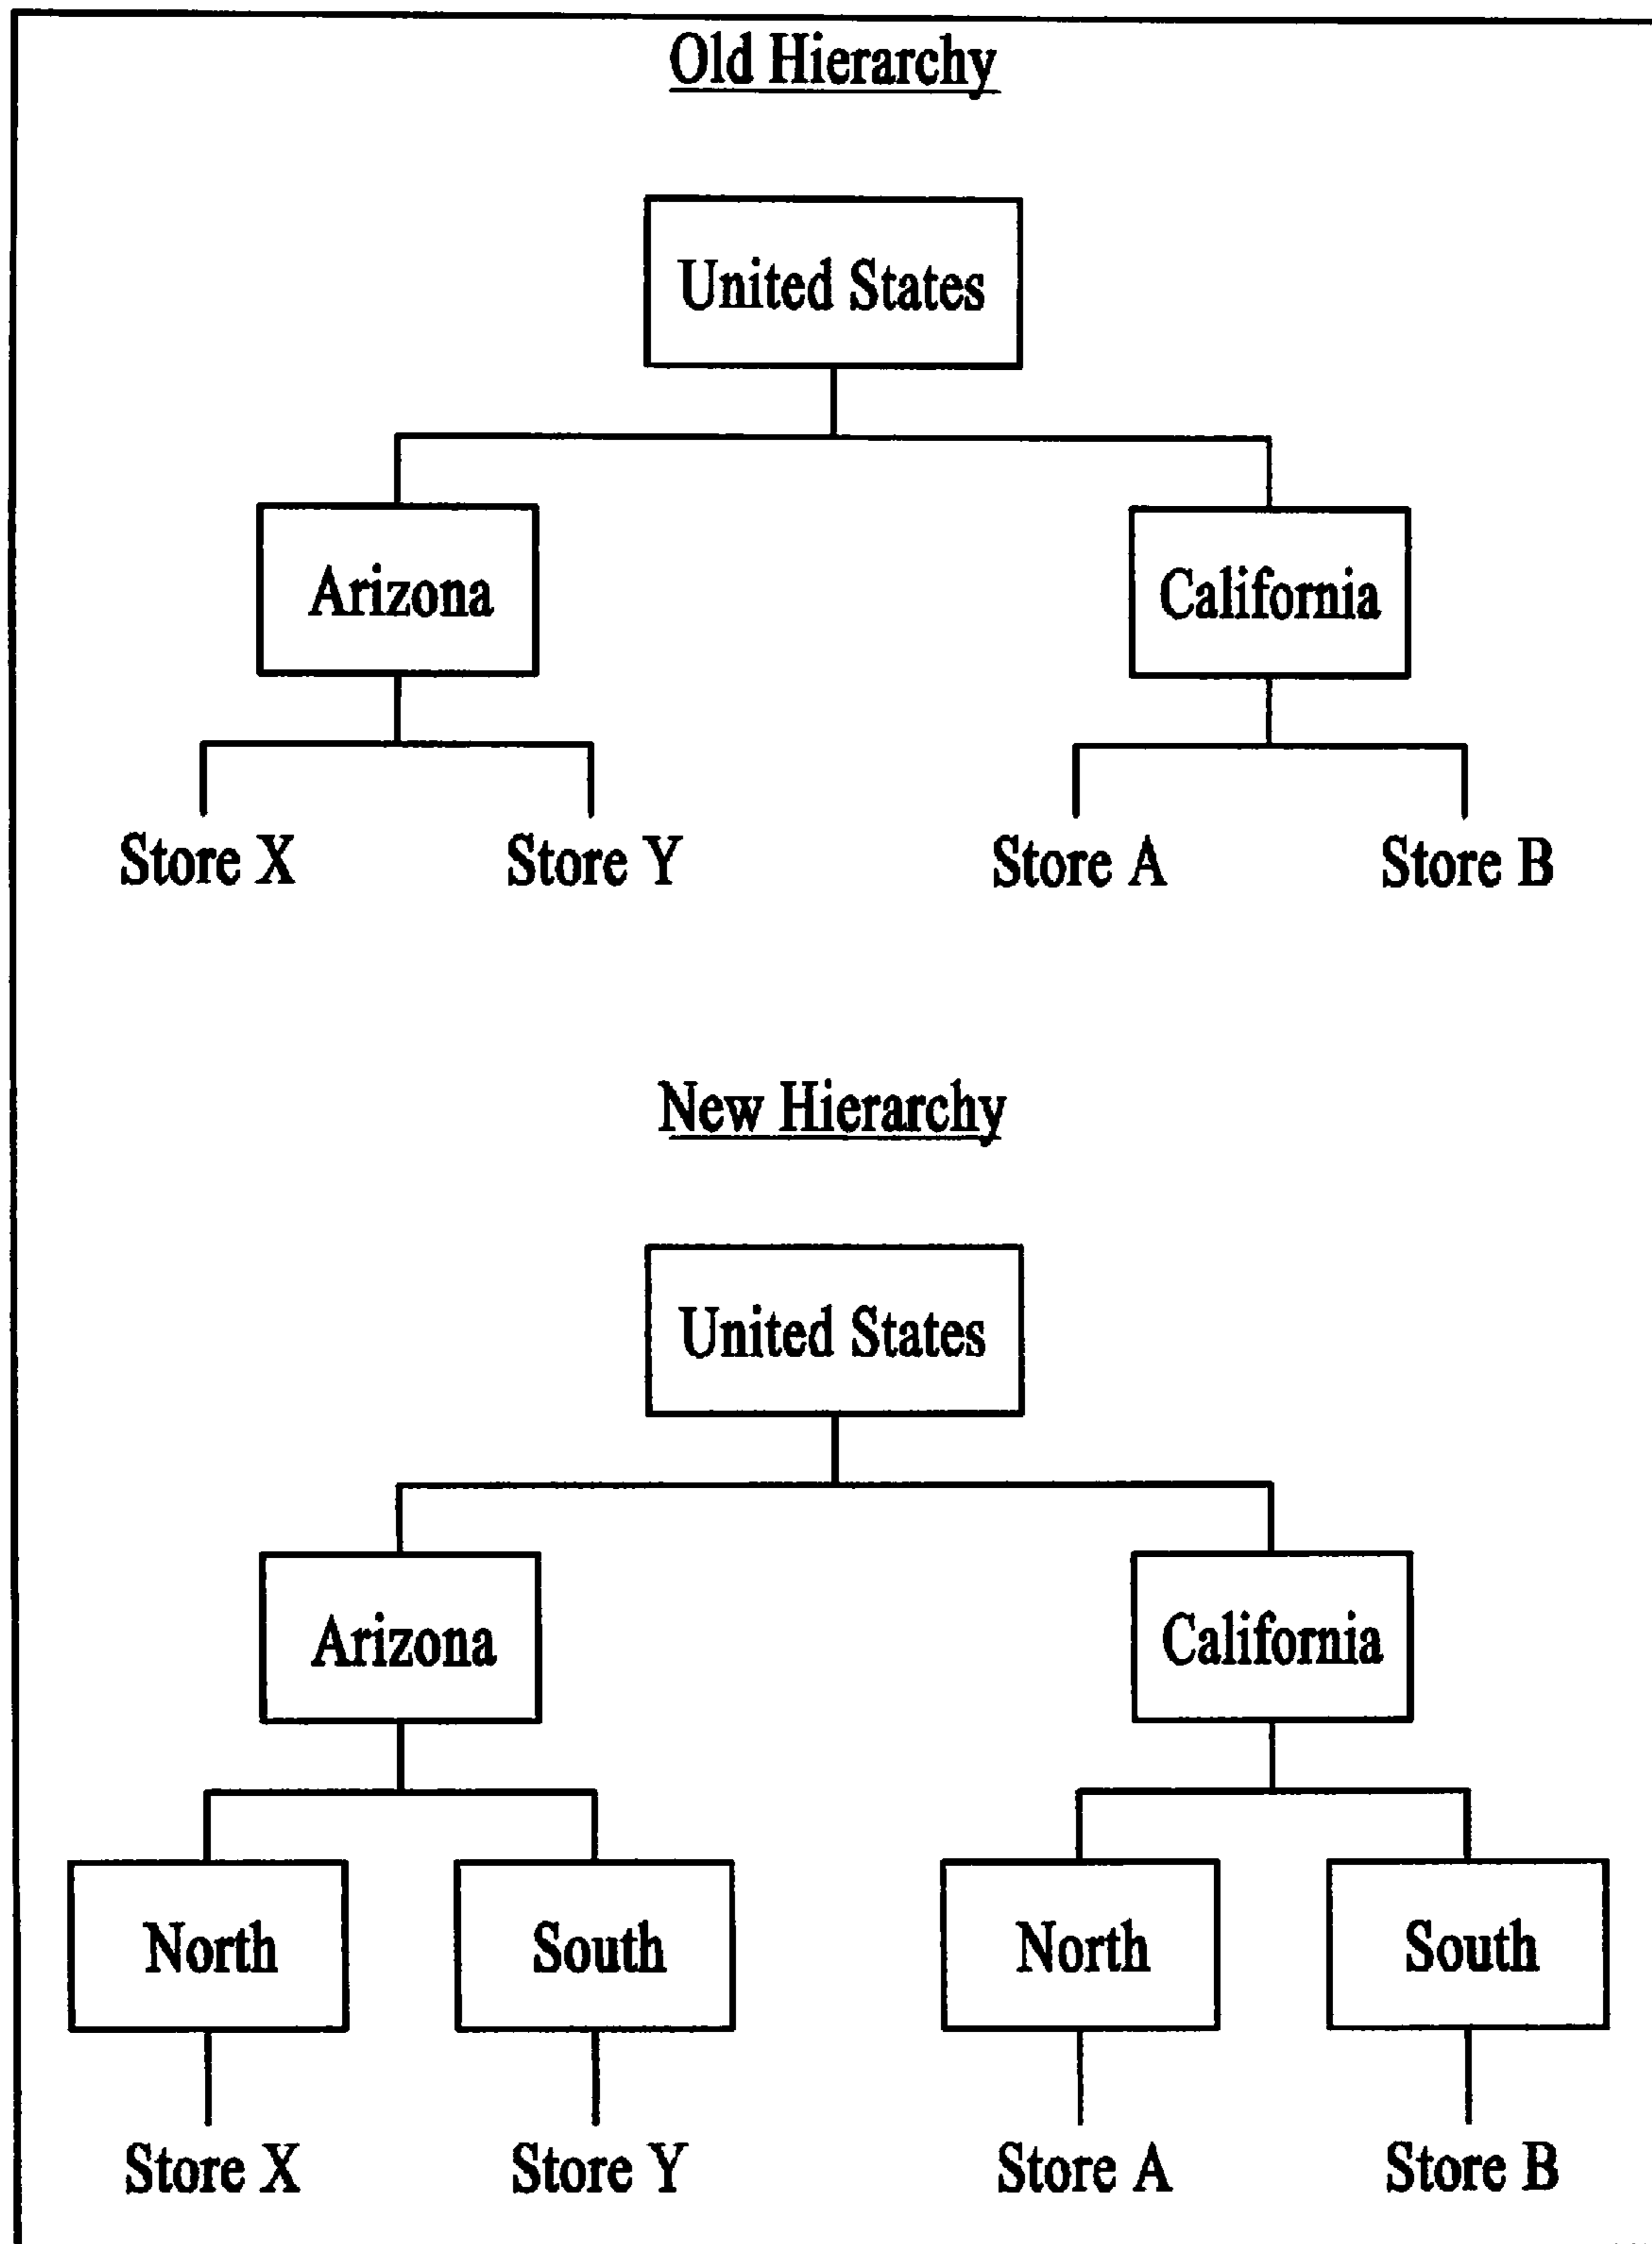 Old Hierarchy
United States
Arizona California
Store X Store Y Store A Store B
New Hierarchy
United States
Arizona California
North South North South
Store X Store Y Store A Store B